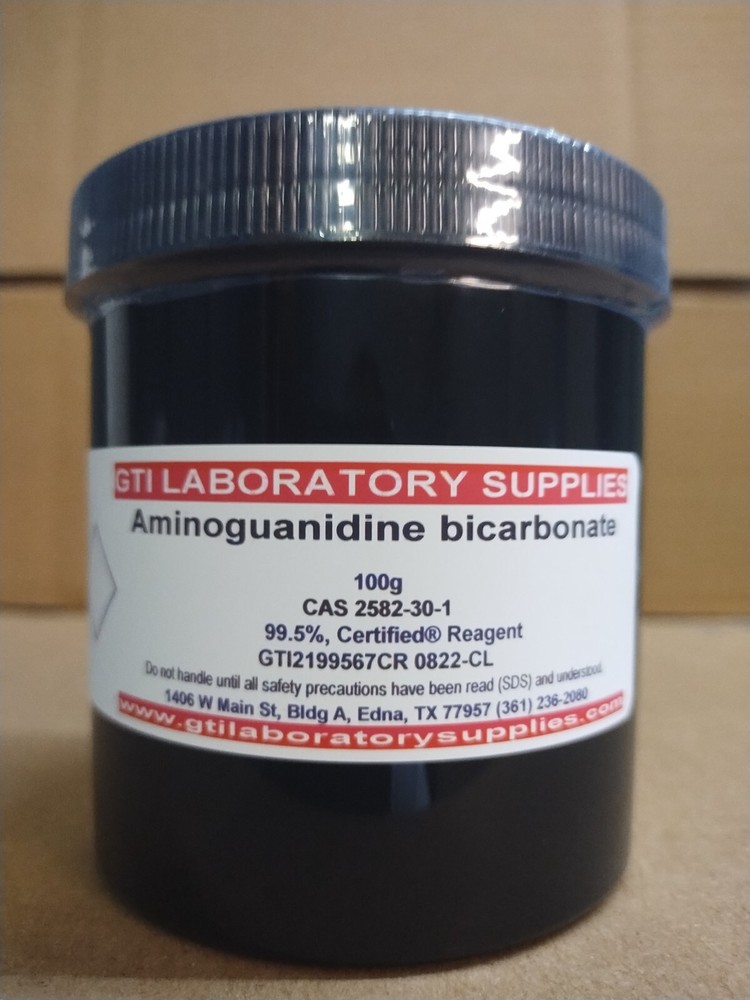 GTI LABORATORY SUPPLIES
Aminoguanidine bicarbonate
100g
CAS 2582-30-1
99.5%, Certified® Reagent
GTI2199567CR 0822-CL
Do not handle until all safety precautions have been read (SDS) and understood.
1406 W Main St, Bldg A, Edna, TX 77957 (361) 236-2080
www.gtilaboratorysupplies.com